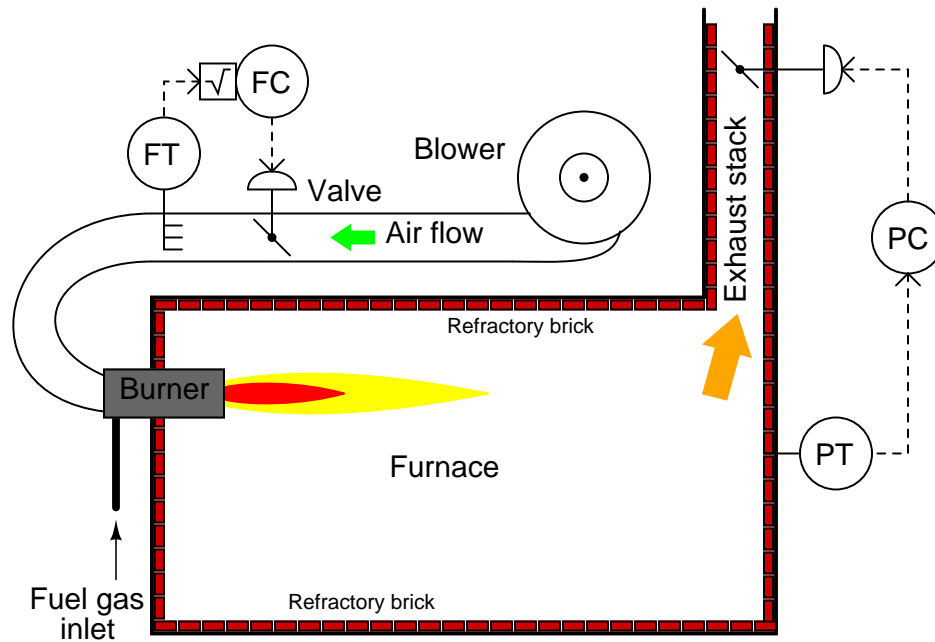 √
FC
FT
Blower
Valve
Air flow
Exhaust stack
PC
Refractory brick
Burner
Furnace
PT
Fuel gas
inlet
Refractory brick